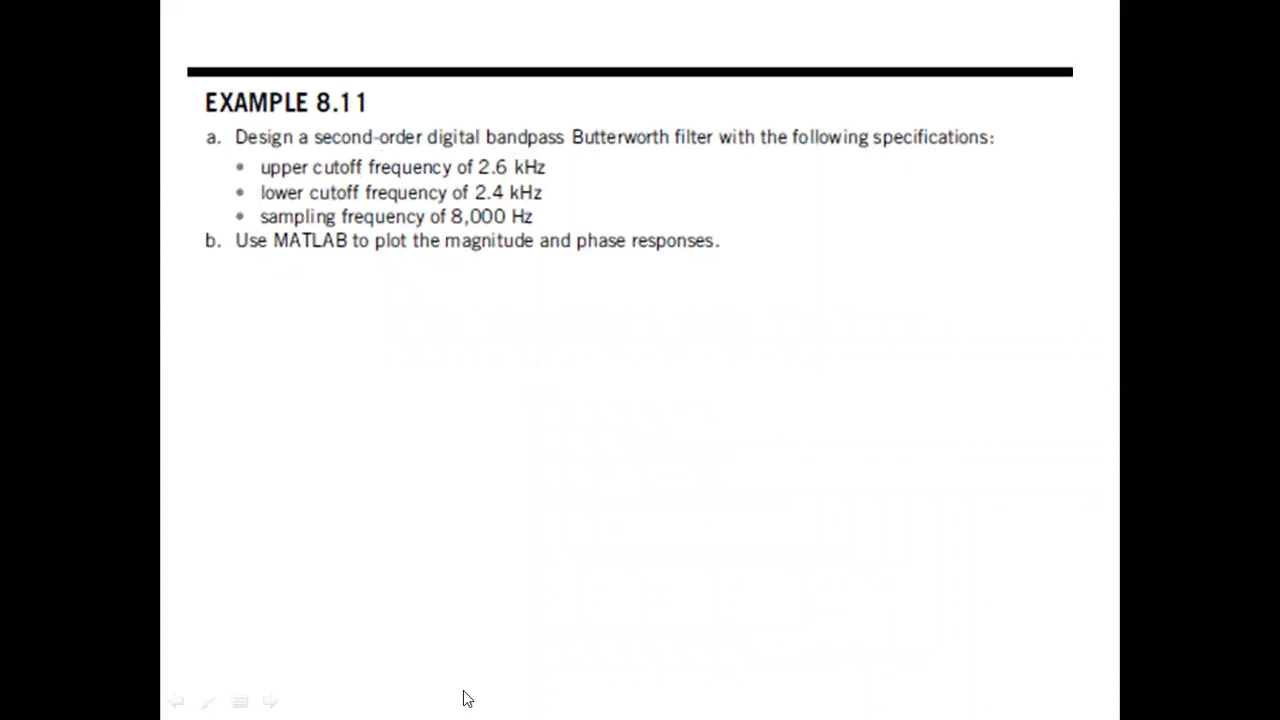 EXAMPLE 8.11
a. Design a second-order digital bandpass Butterworth filter with the following specifications:
• upper cutoff frequency of 2.6 kHz
• lower cutoff frequency of 2.4 kHz
• sampling frequency of 8,000 Hz
b. Use MATLAB to plot the magnitude and phase responses.